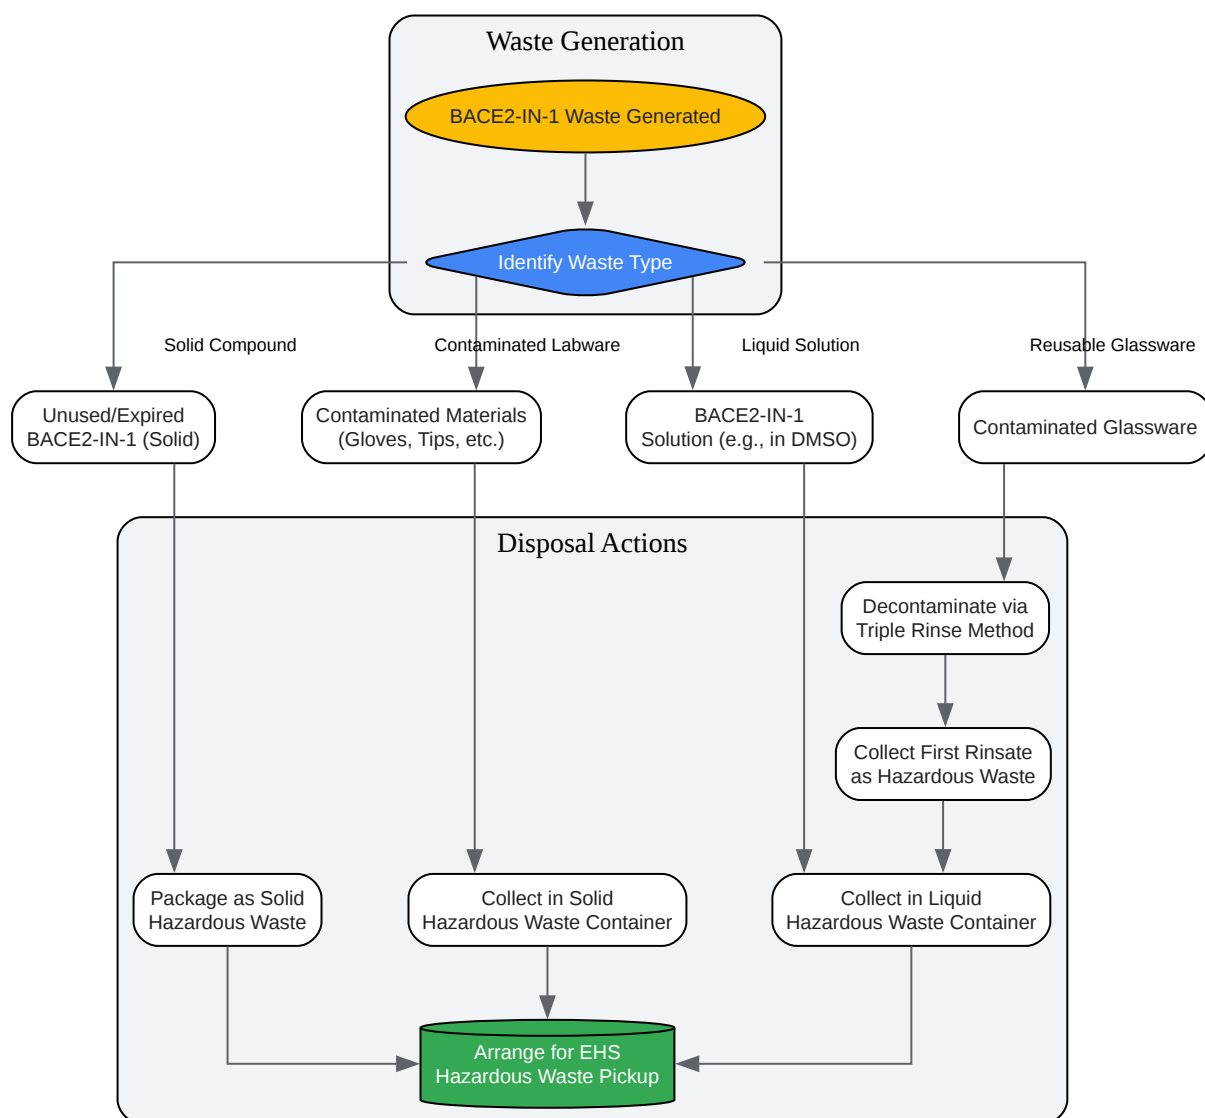 Waste Generation
BACE2-IN-1 Waste Generated
Identify Waste Type
Solid Compound
Contaminated Labware
Liquid Solution
Reusable Glassware
Unused/Expired
BACE2-IN-1 (Solid)
Contaminated Materials
(Gloves, Tips, etc.)
BACE2-IN-1
Solution (e.g., in DMSO)
Contaminated Glassware
Disposal Actions
Decontaminate via
Triple Rinse Method
Collect First Rinsate
as Hazardous Waste
Package as Solid
Hazardous Waste
Collect in Solid
Hazardous Waste Container
Collect in Liquid
Hazardous Waste Container
Arrange for EHS
Hazardous Waste Pickup